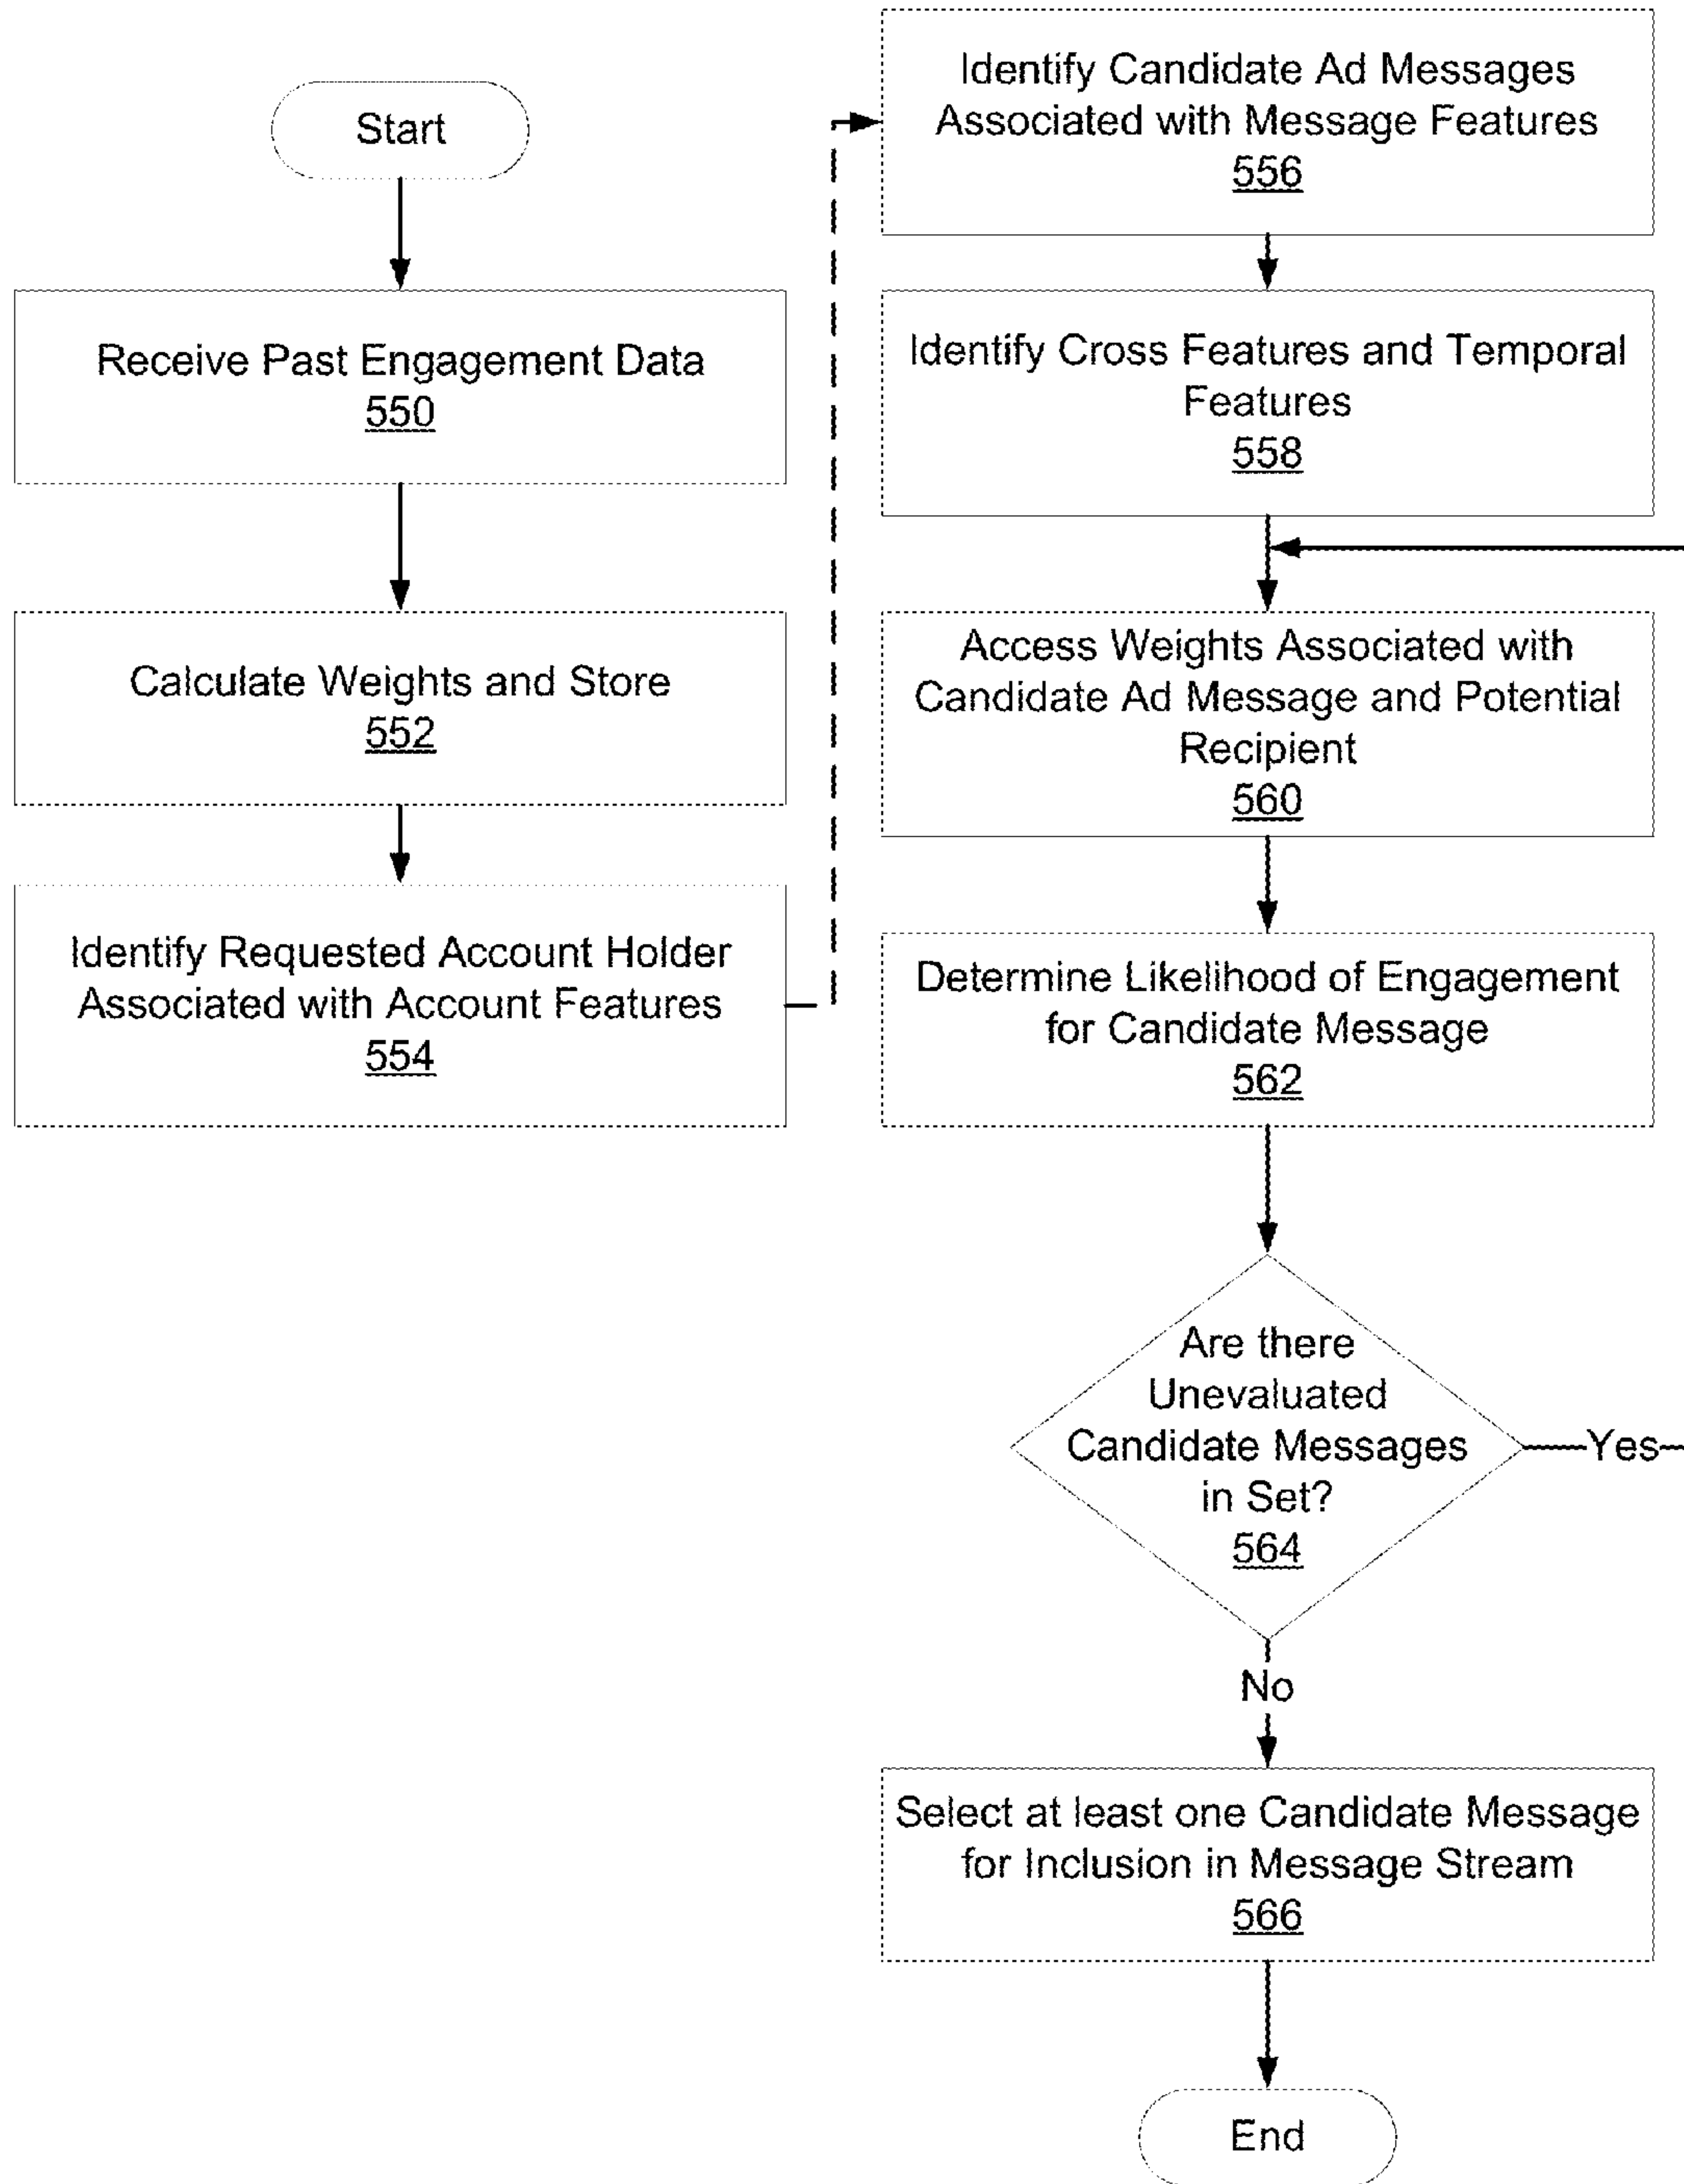 Start
Receive Past Engagement Data
550
Calculate Weights and Store
552
Identify Requested Account Holder
Associated with Account Features
554
Identify Candidate Ad Messages
Associated with Message Features
556
Identify Cross Features and Temporal
Features
558
Access Weights Associated with
Candidate Ad Message and Potential
Recipient
560
Determine Likelihood of Engagement
for Candidate Message
562
Are there
Unevaluated
Candidate Messages
in Set?
564
Yes
No
Select at least one Candidate Message
for Inclusion in Message Stream
566
End